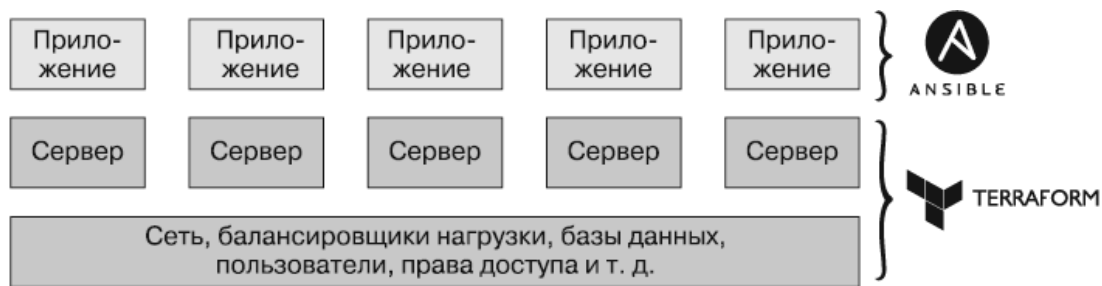 Прило-
жение
Прило-
жение
Прило-
жение
Прило-
жение
Прило-
жение
ANSIBLE
Сервер
Сервер
Сервер
Сервер
Сервер
TERRAFORM
Сеть, балансировщики нагрузки, базы данных,
пользователи, права доступа и т. д.